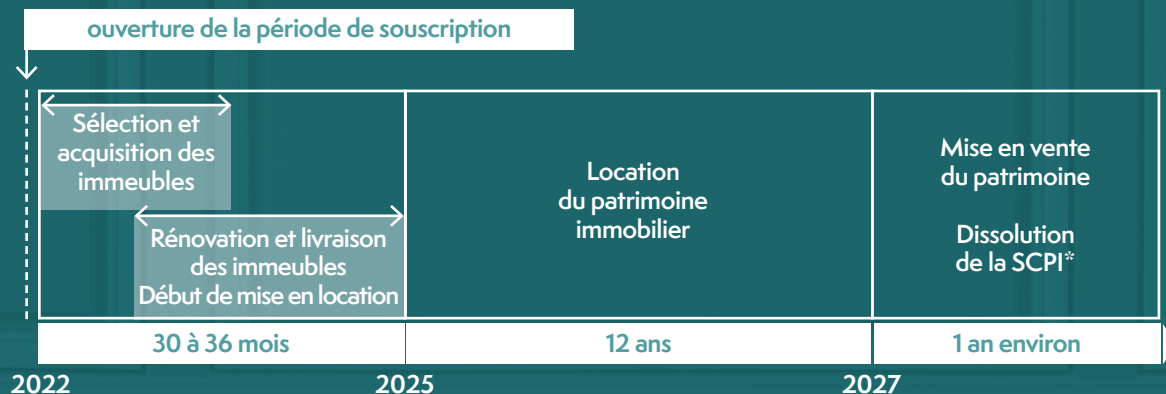 ouverture de la période de souscription
Sélection et
acquisition des
immeubles
Rénovation et livraison
des immeubles
Début de mise en location
Location
du patrimoine
immobilier
Mise en vente
du patrimoine
Dissolution
de la SCPI*
30 à 36 mois
12 ans
1 an environ
2022
2025
2027